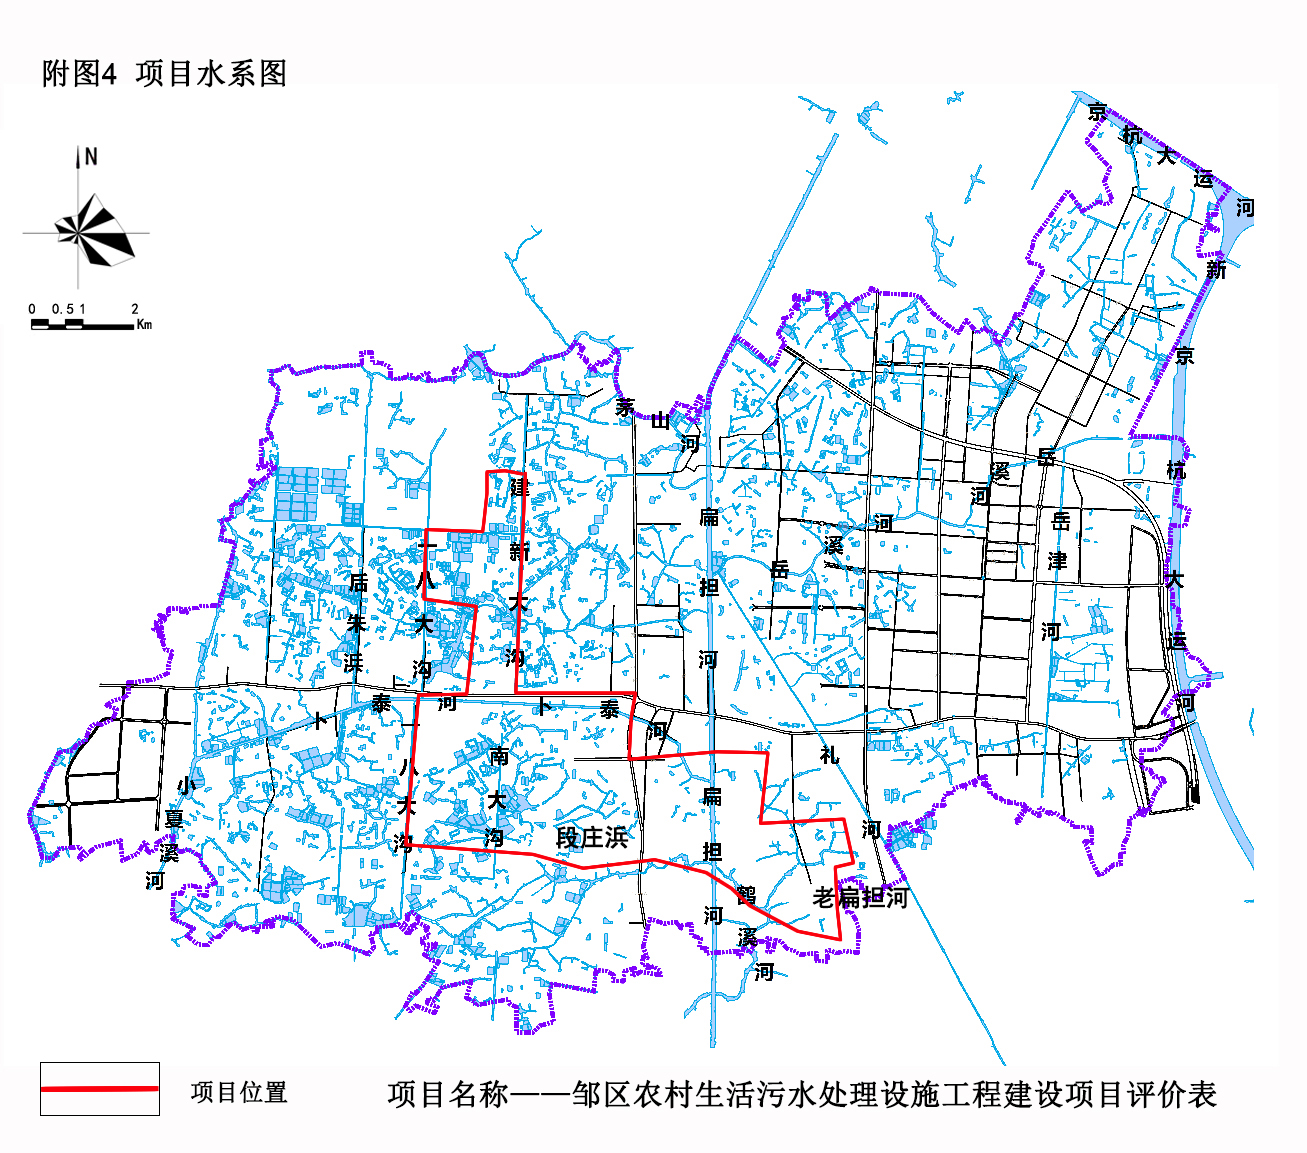 附图4 项目水系图
N
0 0.5 1 2
Km
京杭大运河
新京杭大运河
茅山河
扁担河
岳溪河
岳溪河
岳津河
建新大沟
十八大沟
后朱浜
卜泰河
卜泰河
小夏溪河
八大沟
南大沟
段庄浜
扁担河
礼河
鹤溪河
老扁担河
项目位置
项目名称——邹区农村生活污水处理设施工程建设项目评价表